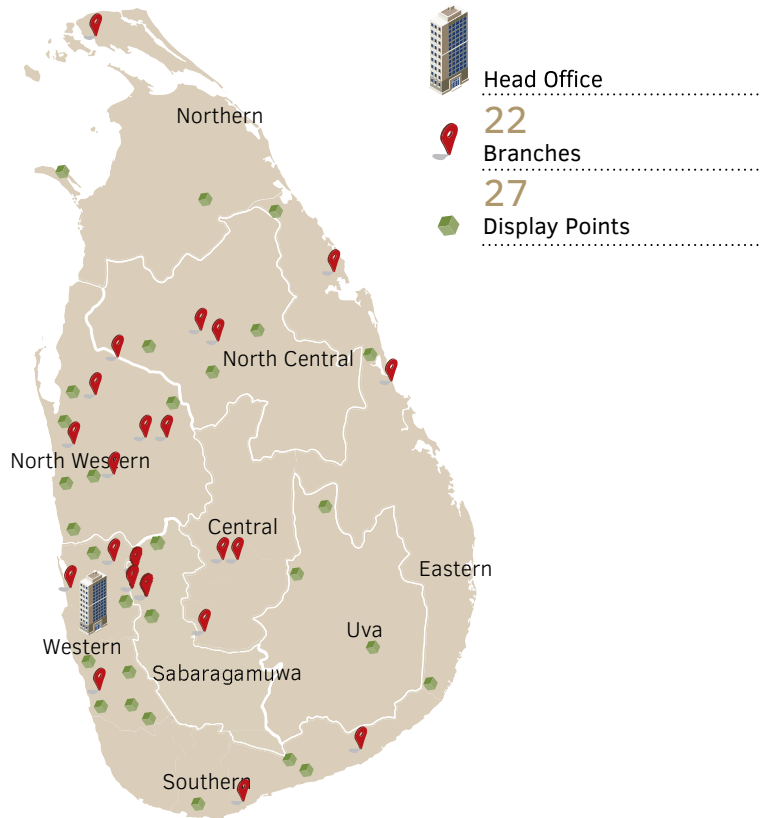 Head Office
22
Branches
27
Display Points
Northern
North Central
North Western
Central
Eastern
Uva
Western
Sabaragamuwa
Southern